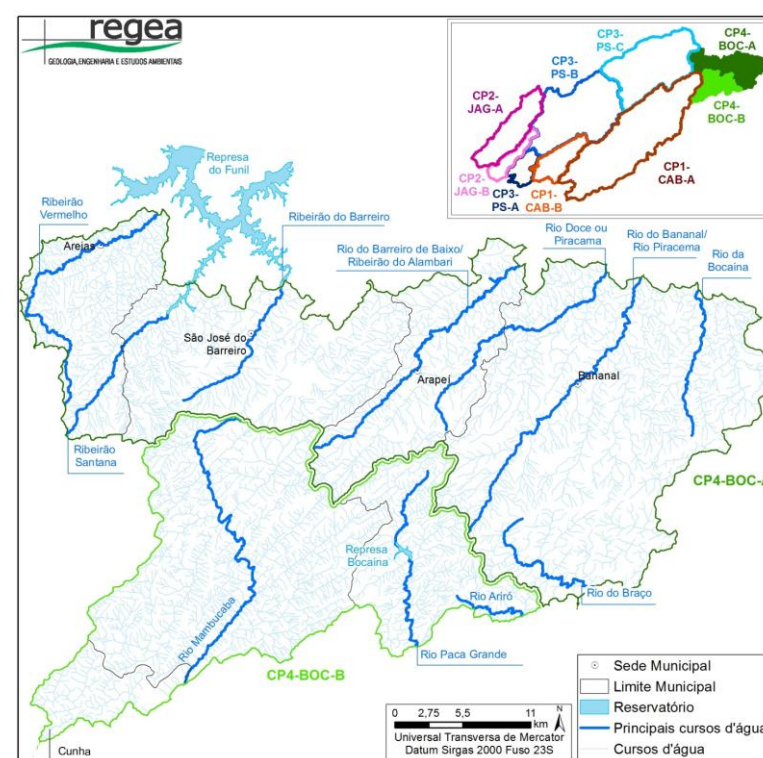 regea
GEOLOGIA, ENGENHARIA E ESTUDOS AMBIENTAIS
CP3-
PS-C
CP4-
BOC-A
CP3-
PS-B
CP2-
JAG-A
CP4-
BOC-B
CP2-
JAG-B
CP3-
PS-A
CP1-
CAB-B
CP1-
CAB-A
Represa
do Funil
Ribeirão
Vermelho
Ribeirão do Barreiro
Rio do Barreiro de Baixo/
Ribeirão do Alambari
Rio Doce ou
Piracama
Rio do Bananal/
Rio Piracema
Rio da
Bocaina
Areias
São José do
Barreiro
Arapeí
Bananal
Ribeirão
Santana
CP4-BOC-A
Represa
Bocaina
Rio Ariró
Rio do Braço
Rio Mambucaba
Rio Paca Grande
CP4-BOC-B
Cunha
0 2,75 5,5 11
km
N
Universal Transversa de Mercator
Datum Sirgas 2000 Fuso 23S
Sede Municipal
Limite Municipal
Reservatório
Principais cursos d'água
Cursos d'água